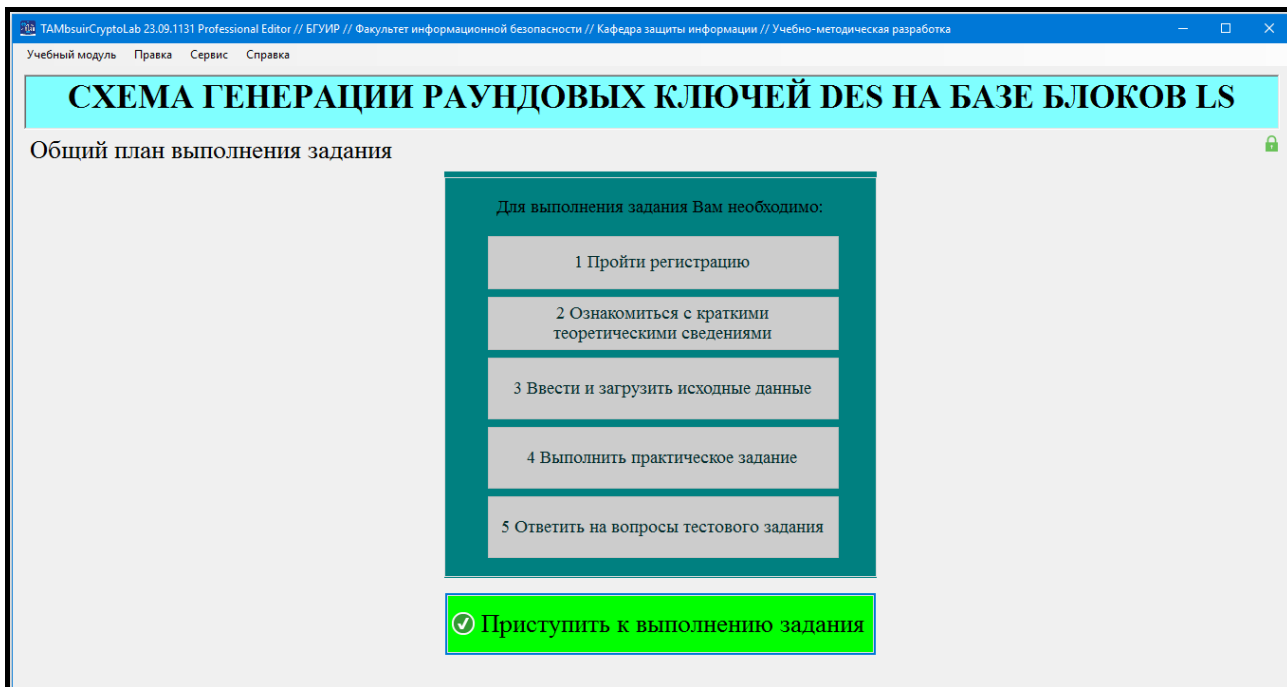 TAMbsuirCryptoLab 23.09.1131 Professional Editor // БГУИР // Факультет информационной безопасности // Кафедра защиты информации // Учебно-методическая разработка
Учебный модуль Правка Сервис Справка
СХЕМА ГЕНЕРАЦИИ РАУНДОВЫХ КЛЮЧЕЙ DES НА БАЗЕ БЛОКОВ LS
Общий план выполнения задания
Для выполнения задания Вам необходимо:
1 Пройти регистрацию
2 Ознакомиться с краткими
теоретическими сведениями
3 Ввести и загрузить исходные данные
4 Выполнить практическое задание
5 Ответить на вопросы тестового задания
Приступить к выполнению задания